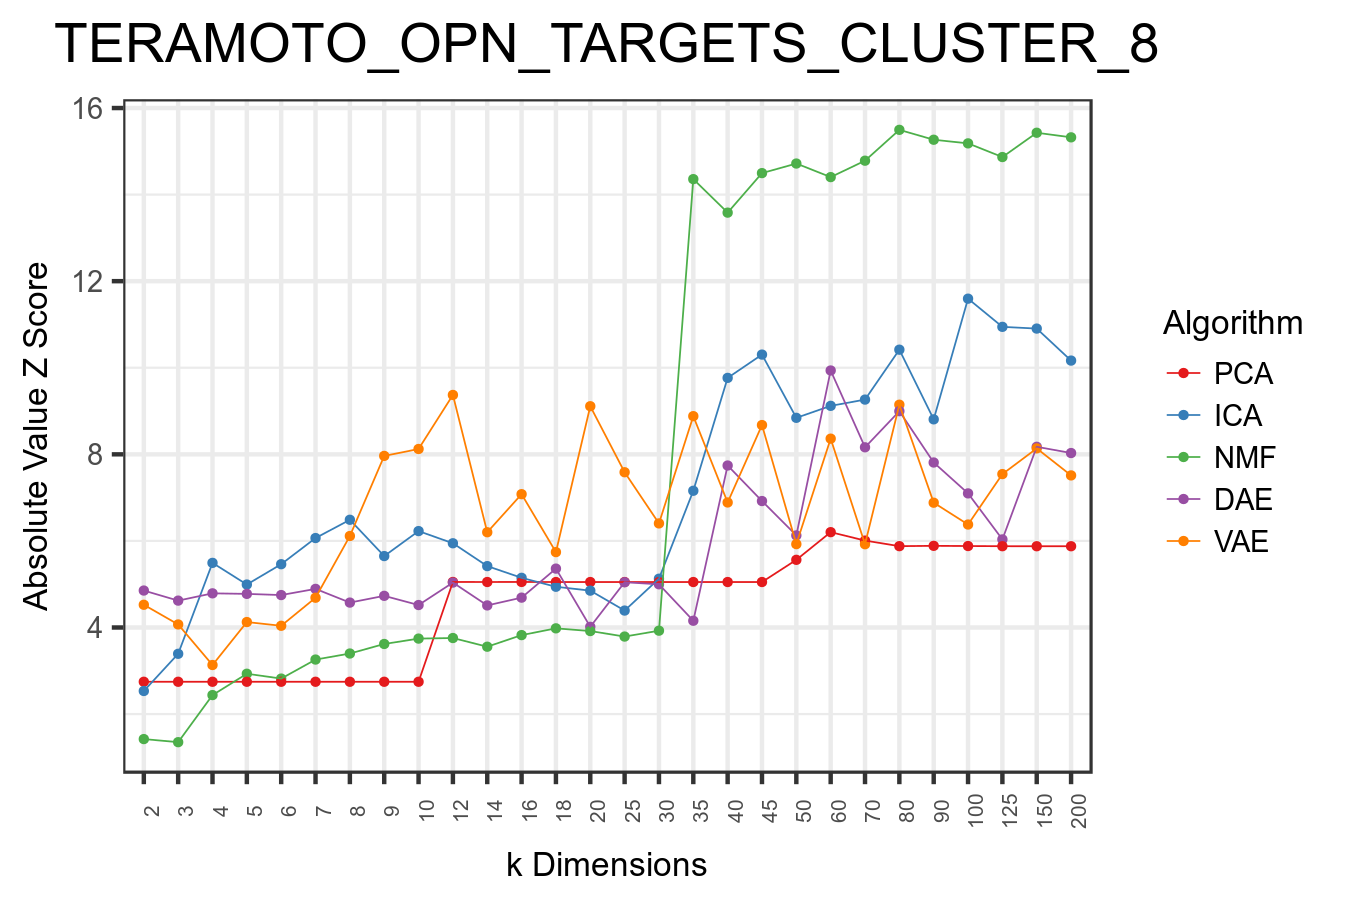 TERAMOTO_OPN_TARGETS_CLUSTER_8
Absolute Value Z Score
16
12
8
4
2 3 4 5 6 7 8 9 10 12 14 16 18 20 25 30 35 40 45 50 60 70 80 90 100 125 150 200
k Dimensions
Algorithm
PCA
ICA
NMF
DAE
VAE